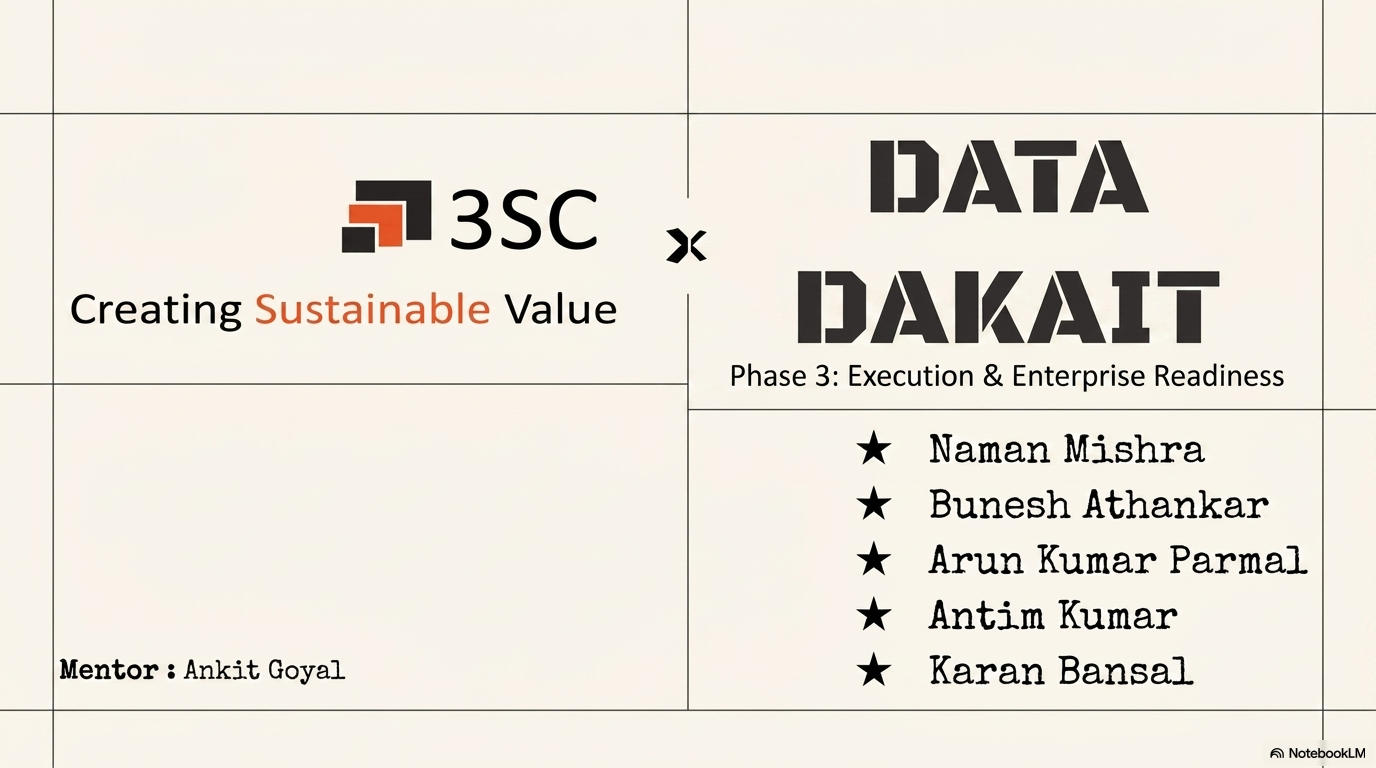 3SC
Creating Sustainable Value
x
DATA
DAKAIT
Phase 3: Execution & Enterprise Readiness
★ Naman Mishra
★ Bunesh Athankar
★ Arun Kumar Parmal
★ Antim Kumar
★ Karan Bansal
Mentor : Ankit Goyal
NotebookLM